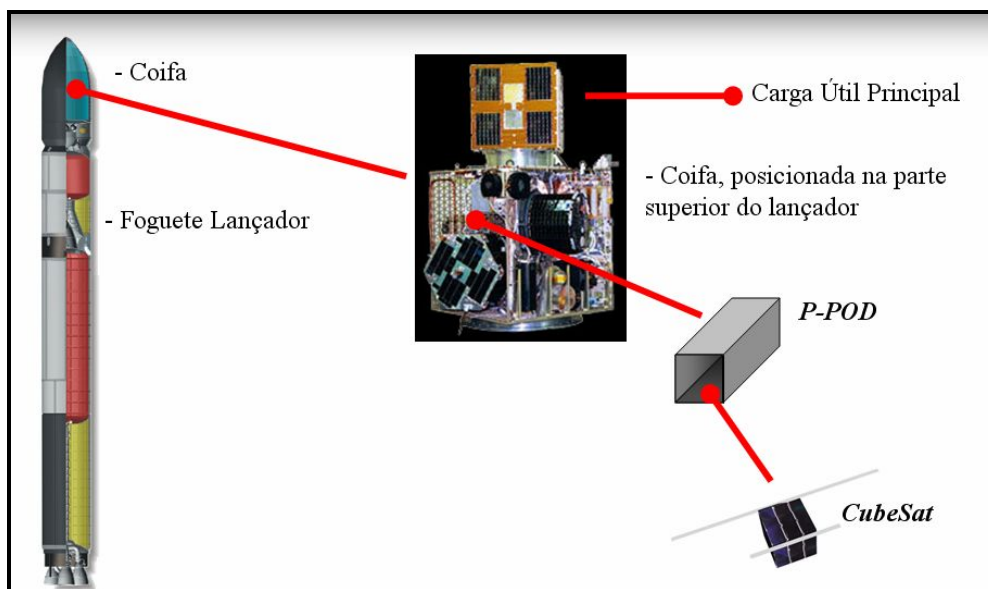 - Coifa
Carga Útil Principal
- Coifa, posicionada na parte
superior do lançador
- Foguete Lançador
P-POD
CubeSat